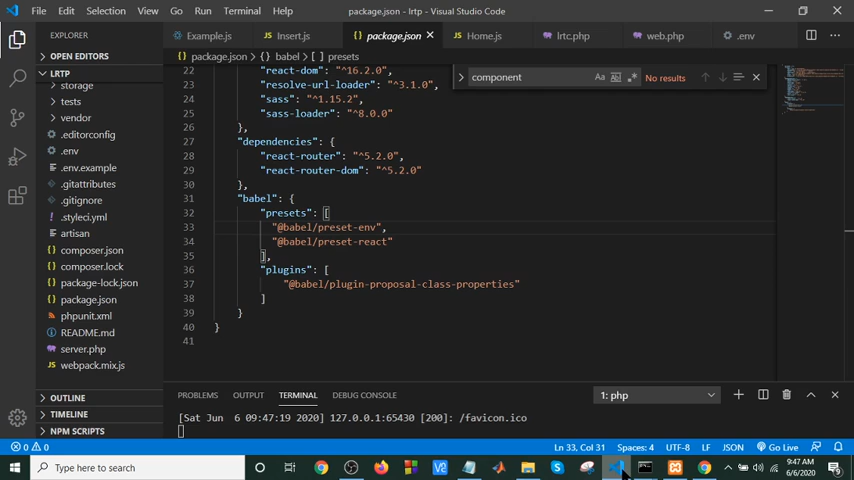 File Edit Selection View Go Run Terminal Help package.json - lrtp - Visual Studio Code
EXPLORER
Example.js Insert.js package.json Home.js lrtc.php web.php .env
OPEN EDITORS
package.json > {} babel > [ ] presets
LRTP
storage
tests
vendor
.editorconfig
.env
.env.example
.gitattributes
.gitignore
.styleci.yml
artisan
composer.json
composer.lock
package-lock.json
package.json
phpunit.xml
README.md
server.php
webpack.mix.js
OUTLINE
TIMELINE
NPM SCRIPTS
component Aa No results
22 "react-dom": "^16.2.0",
23 "resolve-url-loader": "^3.1.0",
24 "sass": "^1.15.2",
25 "sass-loader": "^8.0.0"
26 },
27 "dependencies": {
28 "react-router": "^5.2.0",
29 "react-router-dom": "^5.2.0"
30 },
31 "babel": {
32 "presets": [
33 "@babel/preset-env",
34 "@babel/preset-react"
35 ],
36 "plugins": [
37 "@babel/plugin-proposal-class-properties"
38 ]
39 }
40 }
41
PROBLEMS OUTPUT TERMINAL DEBUG CONSOLE 1: php
[Sat Jun 6 09:47:19 2020] 127.0.0.1:65430 [200]: /favicon.ico
0 0 Ln 33, Col 31 Spaces: 4 UTF-8 LF JSON Go Live
Type here to search
9:47 AM
6/6/2020